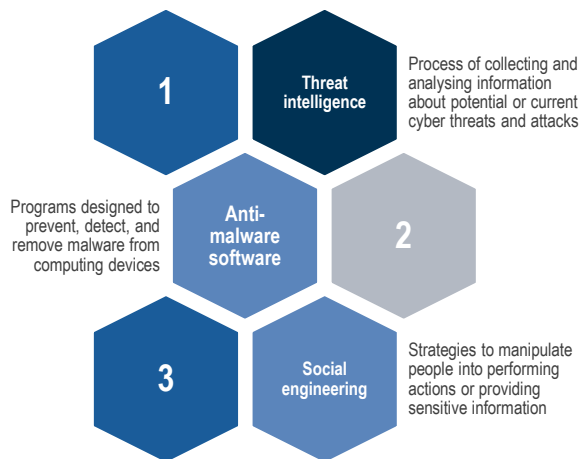 1
Threat
intelligence
Process of collecting and
analysing information
about potential or current
cyber threats and attacks
Programs designed to
prevent, detect, and
remove malware from
computing devices
Anti-
malware
software
2
3
Social
engineering
Strategies to manipulate
people into performing
actions or providing
sensitive information